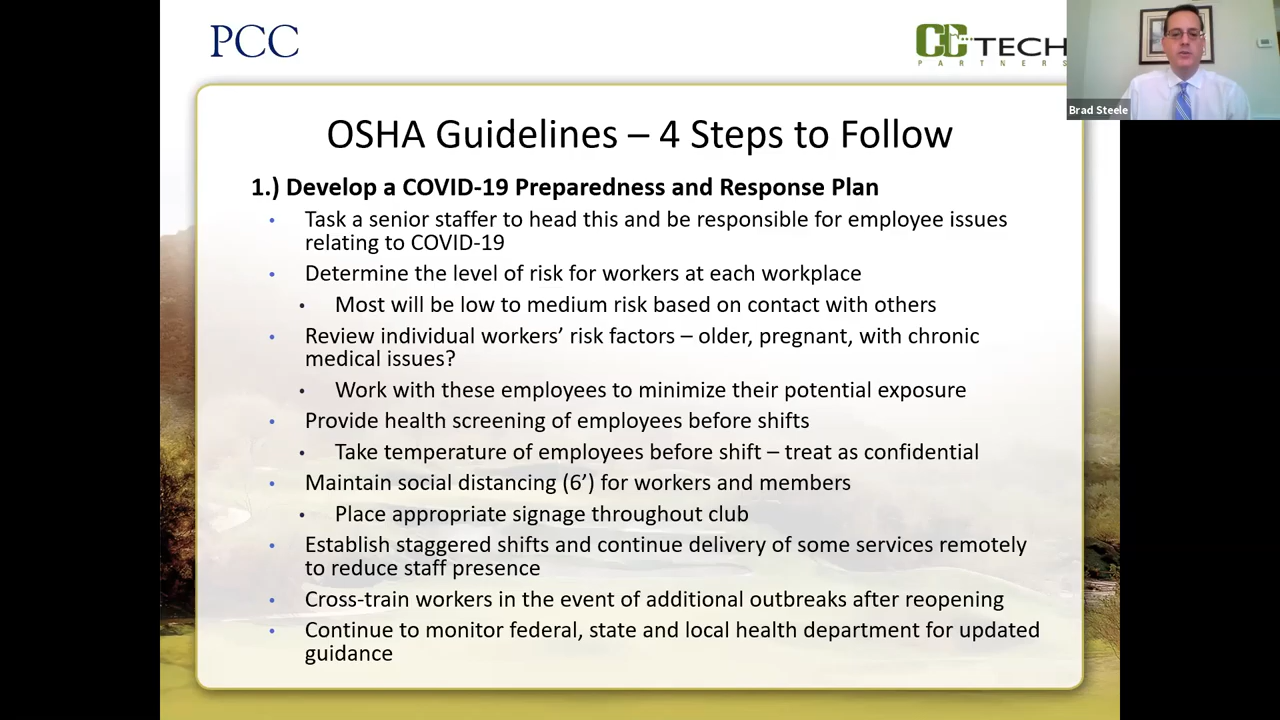 PCC
CC TECH
PARTNERS
Brad Steele
OSHA Guidelines – 4 Steps to Follow
1.) Develop a COVID-19 Preparedness and Response Plan
• Task a senior staffer to head this and be responsible for employee issues
relating to COVID-19
• Determine the level of risk for workers at each workplace
• Most will be low to medium risk based on contact with others
• Review individual workers’ risk factors – older, pregnant, with chronic
medical issues?
• Work with these employees to minimize their potential exposure
• Provide health screening of employees before shifts
• Take temperature of employees before shift – treat as confidential
• Maintain social distancing (6’) for workers and members
• Place appropriate signage throughout club
• Establish staggered shifts and continue delivery of some services remotely
to reduce staff presence
• Cross-train workers in the event of additional outbreaks after reopening
• Continue to monitor federal, state and local health department for updated
guidance